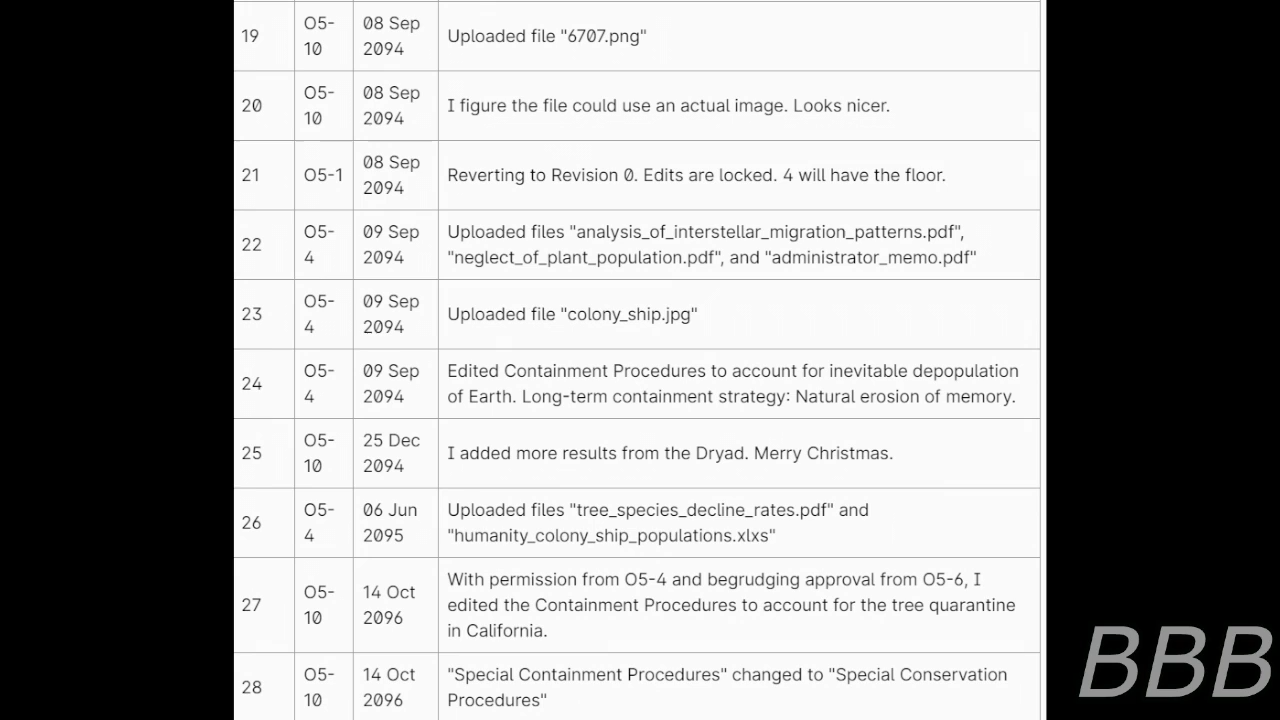 19 O5- 08 Sep Uploaded file "6707.png"
10 2094
20 O5- 08 Sep I figure the file could use an actual image. Looks nicer.
10 2094
21 O5-1 08 Sep Reverting to Revision 0. Edits are locked. 4 will have the floor.
2094
22 O5- 09 Sep Uploaded files "analysis_of_interstellar_migration_patterns.pdf",
4 2094 "neglect_of_plant_population.pdf", and "administrator_memo.pdf"
23 O5- 09 Sep Uploaded file "colony_ship.jpg"
4 2094
24 O5- 09 Sep Edited Containment Procedures to account for inevitable depopulation
4 2094 of Earth. Long-term containment strategy: Natural erosion of memory.
25 O5- 25 Dec I added more results from the Dryad. Merry Christmas.
10 2094
26 O5- 06 Jun Uploaded files "tree_species_decline_rates.pdf" and
4 2095 "humanity_colony_ship_populations.xlxs"
27 O5- 14 Oct With permission from O5-4 and begrudging approval from O5-6, I
10 2096 edited the Containment Procedures to account for the tree quarantine
in California.
28 O5- 14 Oct "Special Containment Procedures" changed to "Special Conservation
10 2096 Procedures"
BBB